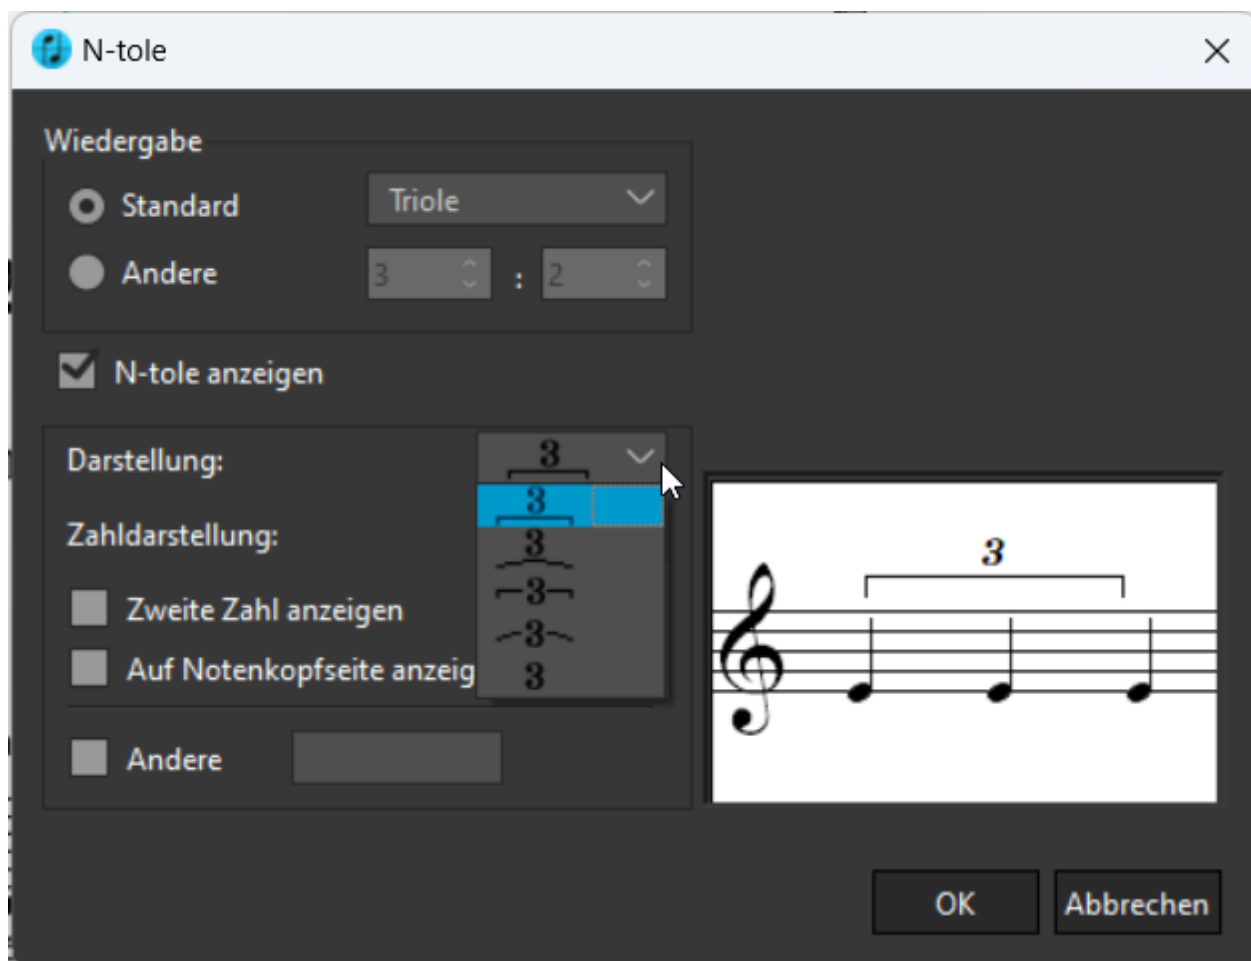 N-tole
Wiedergabe
Standard
Triole
Andere
3 : 2
N-tole anzeigen
Darstellung:
3
3
3
3
3
3
Zahldarstellung:
Zweite Zahl anzeigen
Auf Notenkopfseite anzeig
Andere
3
OK
Abbrechen